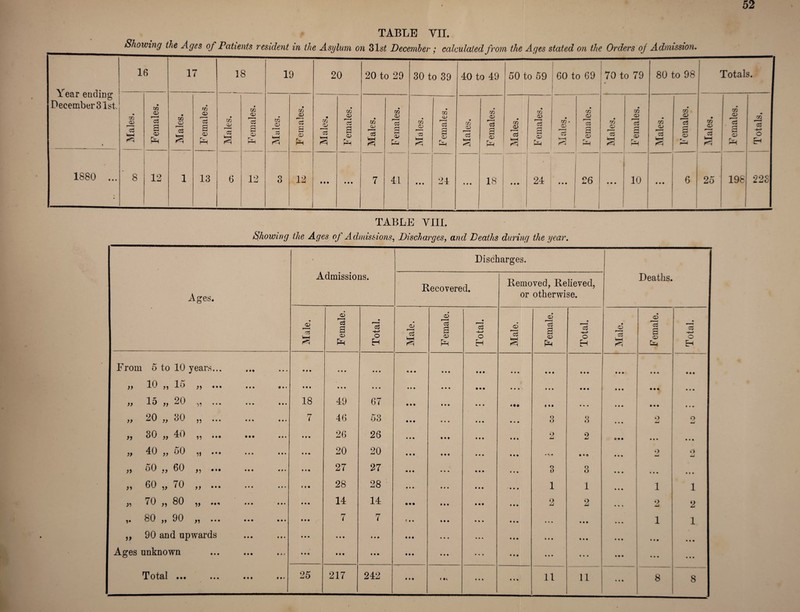 52
TABLE VII.
Showing the Ages of Patients resident in the Asylum on 31st December; calculated from the Ages stated on the Orders of Admission.
Year ending December 31st. | 16 | 17 | 18 | 19 | 20 | 20 to 29 | 30 to 39 | 40 to 49 | 50 to 59 | 60 to 69 | 70 to 79 | 80 to 98 | Totals.
Males. | Females. | Males. | Females. | Males. | Females. | Males. | Females. | Males. | Females. | Males. | Females. | Males. | Females. | Males. | Females. | Males. | Females. | Males. | Females. | Males. | Females. | Males. | Females. | Males. | Females. | Totals.
1880 ... | 8 | 12 | 1 | 13 | 6 | 12 | 3 | 12 | ... | ... | 7 | 41 | ... | 24 | ... | 18 | ... | 24 | ... | 26 | ... | 10 | ... | 6 | 25 | 198 | 223
TABLE VIII.
Showing the Ages of Admissions, Discharges, and Deaths during the year.
Ages. | Admissions. | Discharges. | Deaths.
Recovered. | Removed, Relieved, or otherwise.
Male. | Female. | Total. | Male. | Female. | Total. | Male. | Female. | Total. | Male. | Female. | Total.
From 5 to 10 years... ... ... | ... | ... | ... | ... | ... | ... | ... | ... | ... | ... | ... | ...
„ 10 „ 15 „ ... ... ... | ... | ... | ... | ... | ... | ... | ... | ... | ... | ... | ... | ...
„ 15 „ 20 „ ... ... ... | 18 | 49 | 67 | ... | ... | ... | ... | ... | ... | ... | ... | ...
„ 20 „ 30 „ ... ... ... | 7 | 46 | 53 | ... | ... | ... | ... | 3 | 3 | ... | 2 | 2
„ 30 „ 40 „ ... ... ... | ... | 26 | 26 | ... | ... | ... | ... | 2 | 2 | ... | ... | ...
„ 40 „ 50 „ ... ... ... | ... | 20 | 20 | ... | ... | ... | ... | ... | ... | ... | 2 | 2
„ 50 „ 60 „ ... ... ... | ... | 27 | 27 | ... | ... | ... | ... | 3 | 3 | ... | ... | ...
„ 60 „ 70 „ ... ... ... | ... | 28 | 28 | ... | ... | ... | ... | 1 | 1 | ... | 1 | 1
„ 70 „ 80 „ ... ... ... | ... | 14 | 14 | ... | ... | ... | ... | 2 | 2 | ... | 2 | 2
„ 80 „ 90 „ ... ... ... | ... | 7 | 7 | ... | ... | ... | ... | ... | ... | ... | 1 | 1
„ 90 and upwards ... ... | ... | ... | ... | ... | ... | ... | ... | ... | ... | ... | ... | ...
Ages unknown ... ... ... | ... | ... | ... | ... | ... | ... | ... | ... | ... | ... | ... | ...
Total ... ... ... ... | 25 | 217 | 242 | ... | ... | ... | ... | 11 | 11 | ... | 8 | 8